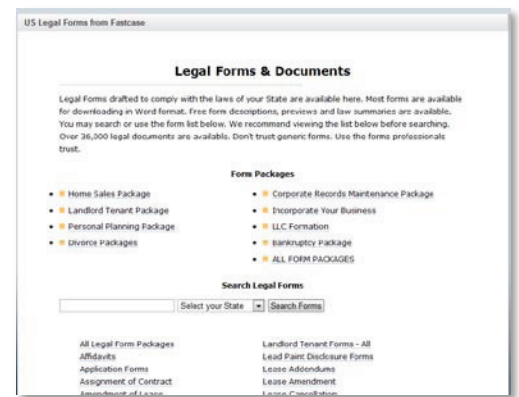 US Legal Forms from Fastcase
Legal Forms & Documents
Legal Forms drafted to comply with the laws of your State are available here. Most forms are available
for downloading in Word format. Free form descriptions, previews and law summaries are available.
You may search or use the form list below. We recommend viewing the list below before searching.
Over 36,000 legal documents are available. Don't trust generic forms. Use the forms professionals
trust.
Form Packages
Home Sales Package
Landlord Tenant Package
Personal Planning Package
Divorce Packages
Corporate Records Maintenance Package
Incorporate Your Business
LLC Formation
Bankruptcy Package
ALL FORM PACKAGES
Search Legal Forms
Select your State
Search Forms
All Legal Form Packages
Affidavits
Application Forms
Assignment of Contract
Amendment of Lease
Landlord Tenant Forms - All
Lead Paint Disclosure Forms
Lease Addendums
Lease Amendment
Lease Cancellation